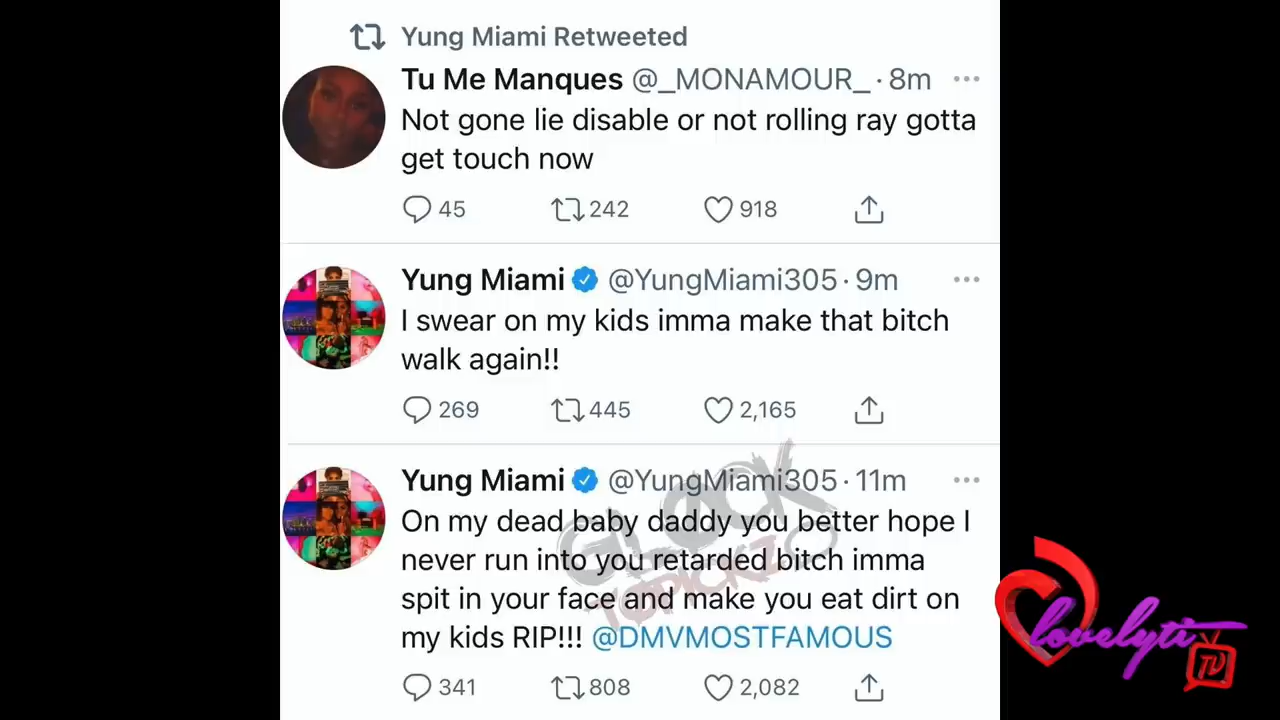 Yung Miami Retweeted
Tu Me Manques @_MONAMOUR_ · 8m
Not gone lie disable or not rolling ray gotta
get touch now
45 242 918
Yung Miami @YungMiami305 · 9m
I swear on my kids imma make that bitch
walk again!!
269 445 2,165
Yung Miami @YungMiami305 · 11m
On my dead baby daddy you better hope I
never run into you retarded bitch imma
spit in your face and make you eat dirt on
my kids RIP!!! @DMVMOSTFAMOUS
341 808 2,082
GLOCK
TOPICKZ
lovelyti
TV